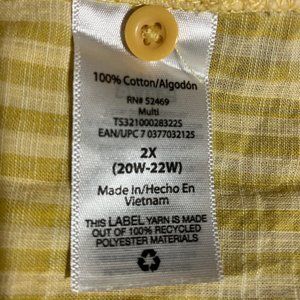 100% Cotton/Algodón
RN# 52469
Multi
TS32100028322S
EAN/UPC 7 0377032125
2X
(20W-22W)
Made In/Hecho En
Vietnam
THIS LABEL YARN IS MADE
OUT OF 100% RECYCLED
POLYESTER MATERIALS